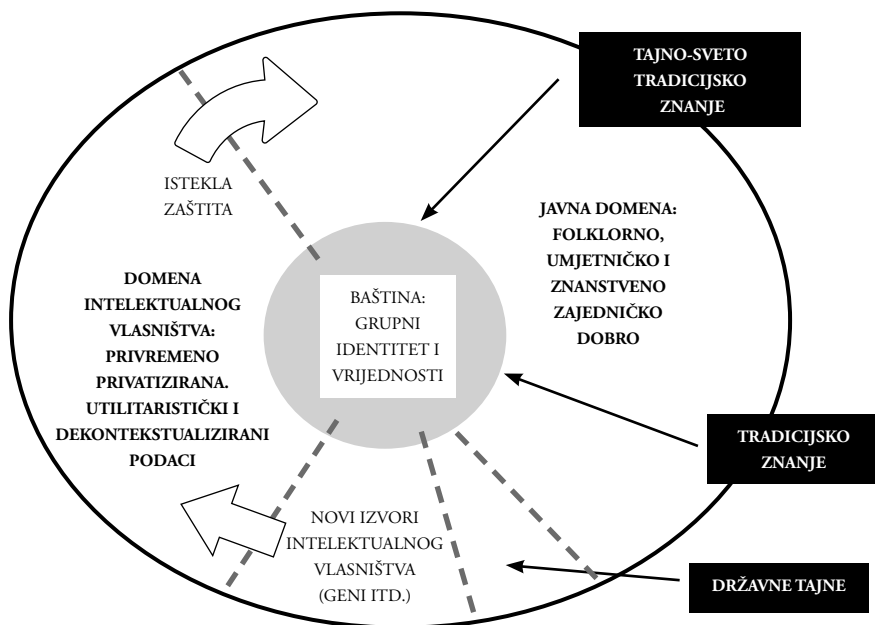 TAJNO-SVETO
TRADICIJSKO
ZNANJE
ISTEKLA
ZAŠTITA
JAVNA DOMENA:
FOLKLORNO,
UMJETNIČKO I
ZNANSTVENO
ZAJEDNIČKO
DOBRO
DOMENA
INTELEKTUALNOG
VLASNIŠTVA:
PRIVREMENO
PRIVATIZIRANA.
UTILITARISTIČKI I
DEKONTEKSTUALIZIRANI
PODACI
BAŠTINA:
GRUPNI
IDENTITET I
VRIJEDNOSTI
TRADICIJSKO
ZNANJE
NOVI IZVORI
INTELEKTUALNOG
VLASNIŠTVA
(GENI ITD.)
DRŽAVNE TAJNE